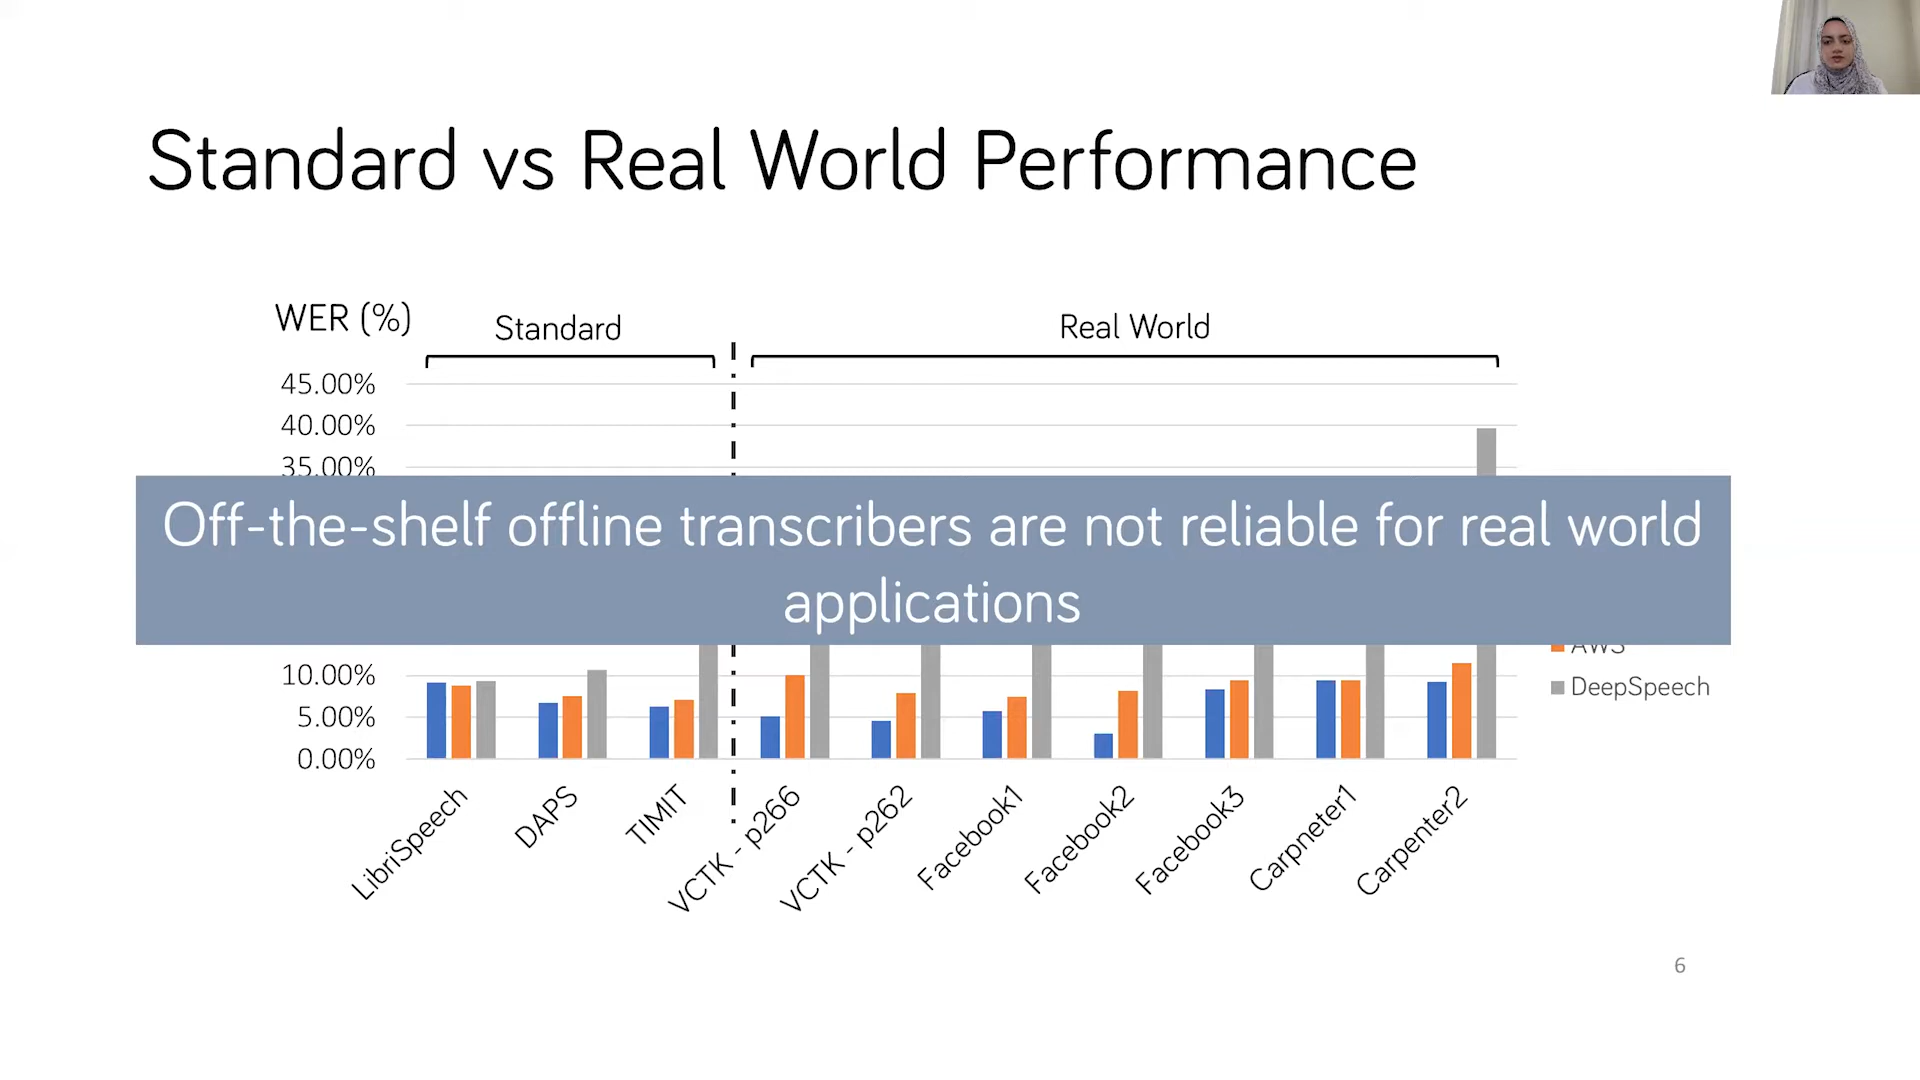 Standard vs Real World Performance
WER (%)
Standard
Real World
45.00%
40.00%
35.00%
Off-the-shelf offline transcribers are not reliable for real world
applications
10.00%
5.00%
0.00%
AWS
DeepSpeech
LibriSpeech
DAPS
TIMIT
VCTK - p266
VCTK - p262
Facebook1
Facebook2
Facebook3
Carpneter1
Carpenter2
6